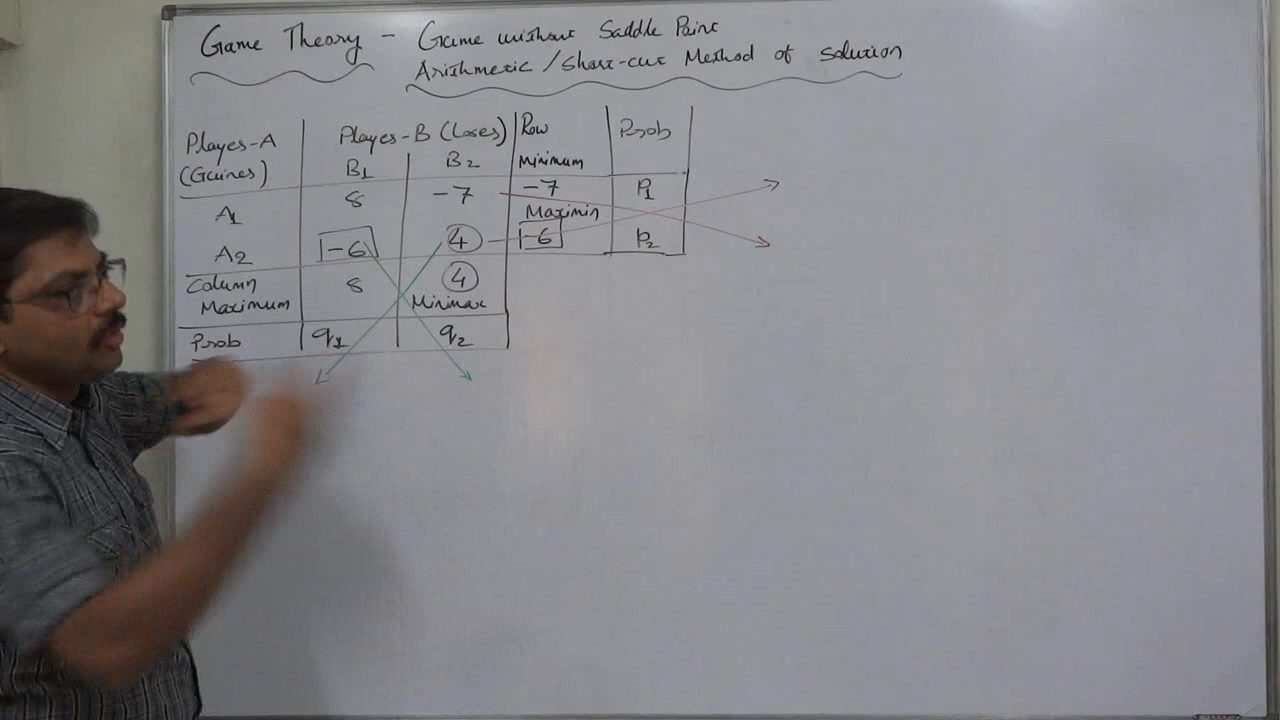 Game Theory - Game without Saddle Point
Arithmetic / Short-cut Method of solution
Player-A Player-B (Loser) Row Prob
(Gainer) B1 B2 Minimum
A1 8 -7 -7 P1
Maximin
A2 -6 4 -6 P2
Column 8 4
Maximum Minimax
Prob q1 q2